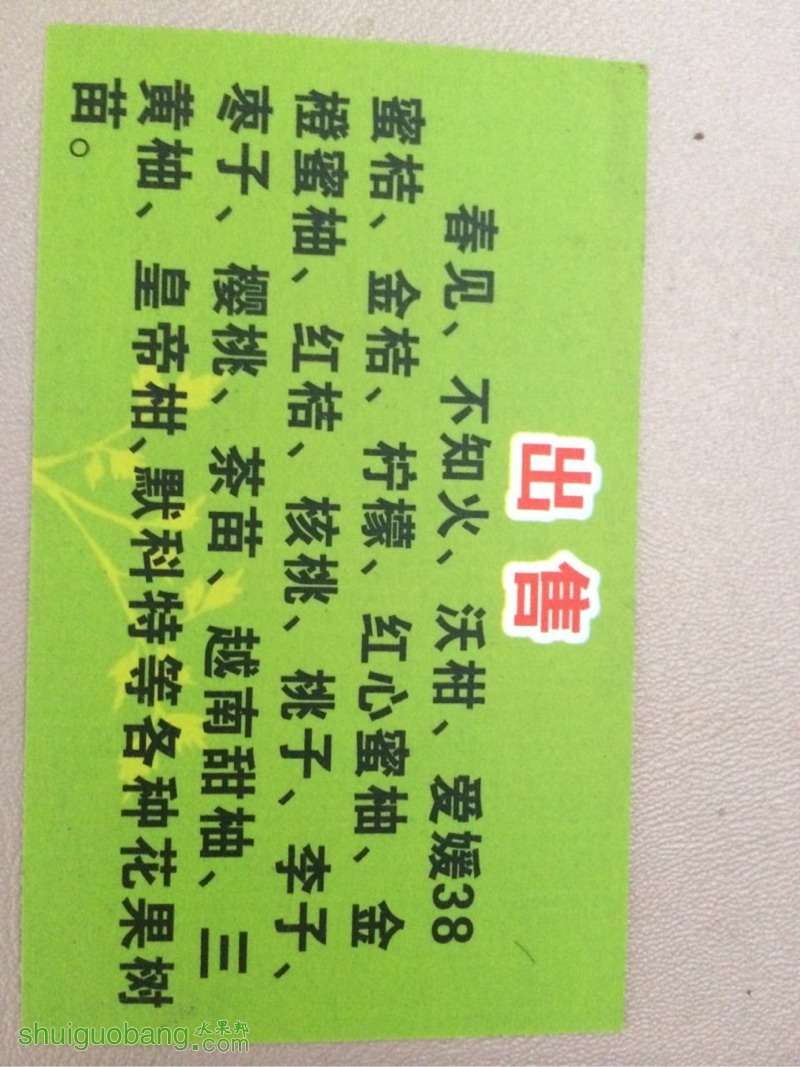 出售
春见、不知火、沃柑、爱媛38
蜜桔、金桔、柠檬、红心蜜柚、金
橙蜜柚、红桔、核桃、桃子、李子、
枣子、樱桃、茶苗、越南甜柚、三
黄柚、皇帝柑、默科特等各种花果树
苗。
水果邦
shuiguobang.com